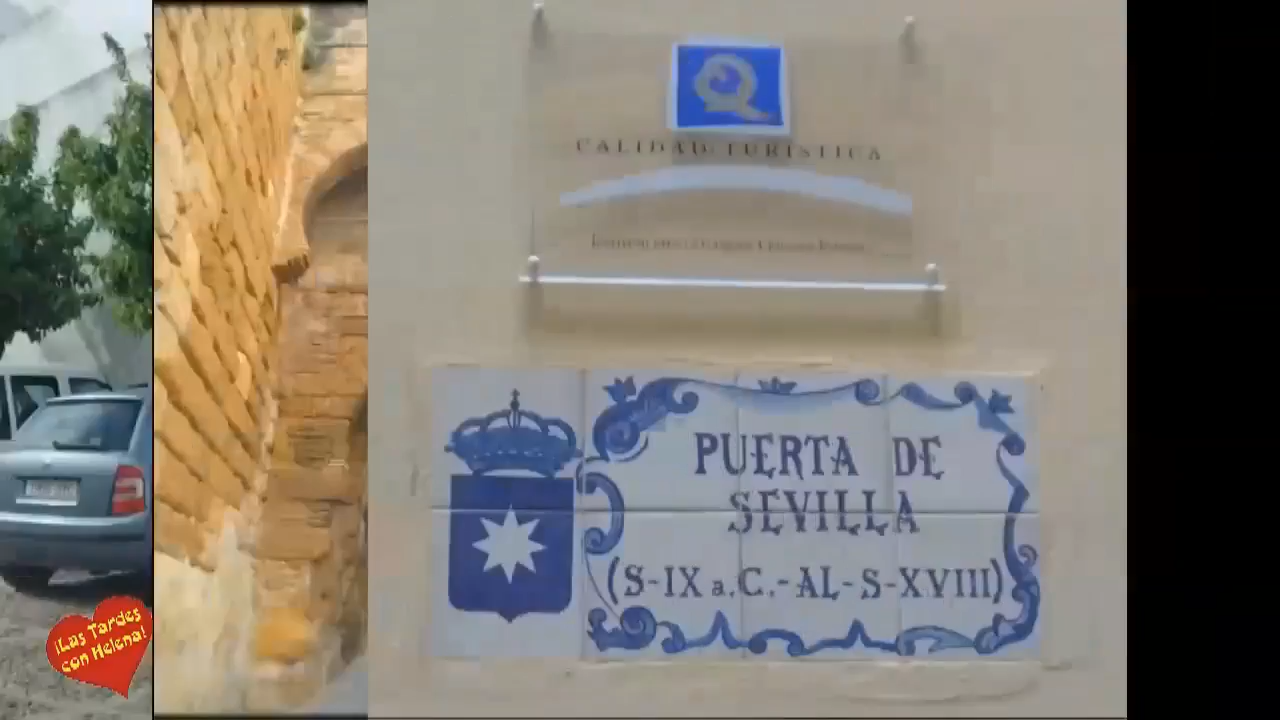 Q
CALIDAD TURISTICA
PUERTA DE
SEVILLA
(S-IX a.C.-AL-S-XVIII)
¡Las Tardes
con Helena!